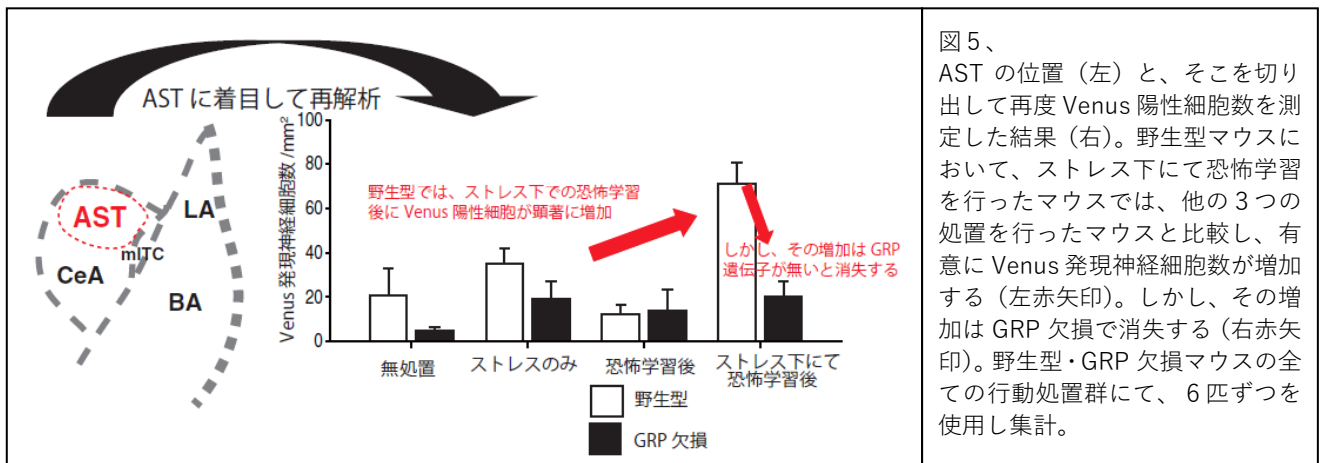 AST に着目して再解析
AST
LA
mITC
CeA
BA
Venus 発現神経細胞数 /mm²
100
80
60
40
20
0
野生型では、ストレス下での恐怖学習
後に Venus 陽性細胞が顕著に増加
しかし、その増加は GRP
遺伝子が無いと消失する
無処置
ストレスのみ
恐怖学習後
ストレス下にて
恐怖学習後
野生型
GRP 欠損
図5、
AST の位置（左）と、そこを切り
出して再度 Venus 陽性細胞数を測
定した結果（右）。野生型マウスに
おいて、ストレス下にて恐怖学習
を行ったマウスでは、他の3つの
処置を行ったマウスと比較し、有
意に Venus 発現神経細胞数が増加
する（左赤矢印）。しかし、その増
加は GRP 欠損で消失する（右赤矢
印）。野生型・GRP 欠損マウスの全
ての行動処置群にて、6匹ずつを
使用し集計。